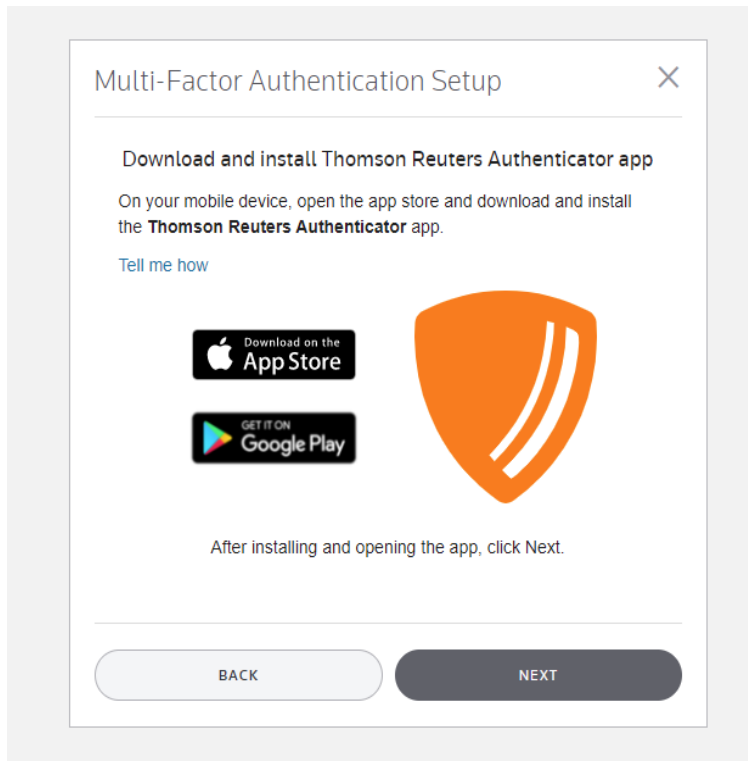 Multi-Factor Authentication Setup
Download and install Thomson Reuters Authenticator app
On your mobile device, open the app store and download and install
the Thomson Reuters Authenticator app.
Tell me how
Download on the
App Store
GET IT ON
Google Play
After installing and opening the app, click Next.
BACK
NEXT